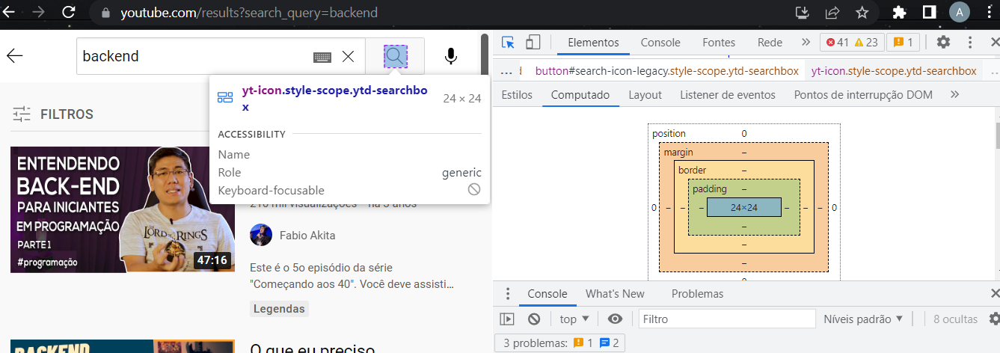 youtube.com/results?search_query=backend
A
backend
yt-icon.style-scope.ytd-searchbo
x
24 × 24
ACCESSIBILITY
Name
Role generic
Keyboard-focusable
FILTROS
ENTENDENDO
BACK-END
PARA INICIANTES
EM PROGRAMAÇÃO
PARTE 1
#programação
LORD OF THE RINGS
47:16
210 mil visualizações há 3 anos
Fabio Akita
Este é o 5o episódio da série
"Começando aos 40". Você deve assisti…
Legendas
BACKEND
O que eu preciso
Elementos Console Fontes Rede » 41 23 1
... d button#search-icon-legacy.style-scope.ytd-searchbox yt-icon.style-scope.ytd-searchbox ...
Estilos Computado Layout Listener de eventos Pontos de interrupção DOM »
position 0
margin –
border –
padding –
0 – – – 24×24 – – – 0
–
–
–
Console What's New Problemas
top ▼ Filtro Níveis padrão ▼ 8 ocultas
3 problemas: 1 2